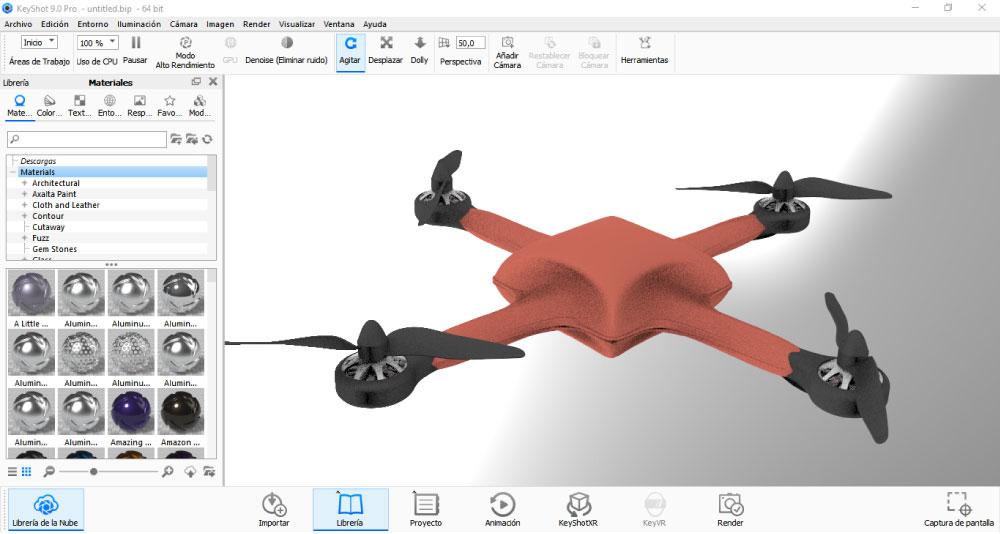 KeyShot 9.0 Pro - untitled.bip - 64 bit
Archivo Edición Entorno Iluminación Cámara Imagen Render Visualizar Ventana Ayuda
Inicio
Áreas de Trabajo
100 %
Uso de CPU
Pausar
Modo
Alto Rendimiento
GPU
Denoise (Eliminar ruido)
Agitar
Desplazar
Dolly
50,0
Perspectiva
Añadir
Cámara
Restablecer
Cámara
Bloquear
Cámara
Herramientas
Librería
Materiales
Mate... Color... Text... Ento... Resp... Favo... Mod...
Descargas
Materials
Architectural
Axalta Paint
Cloth and Leather
Contour
Cutaway
Fuzz
Gem Stones
Glass
A Little ... Alumin... Aluminu... Alumin...
Alumin... Alumin... Aluminu... Alumin...
Alumin... Alumin... Amazing ... Amazon ...
Librería de la Nube
Importar
Librería
Proyecto
Animación
KeyShotXR
KeyVR
Render
Captura de pantalla